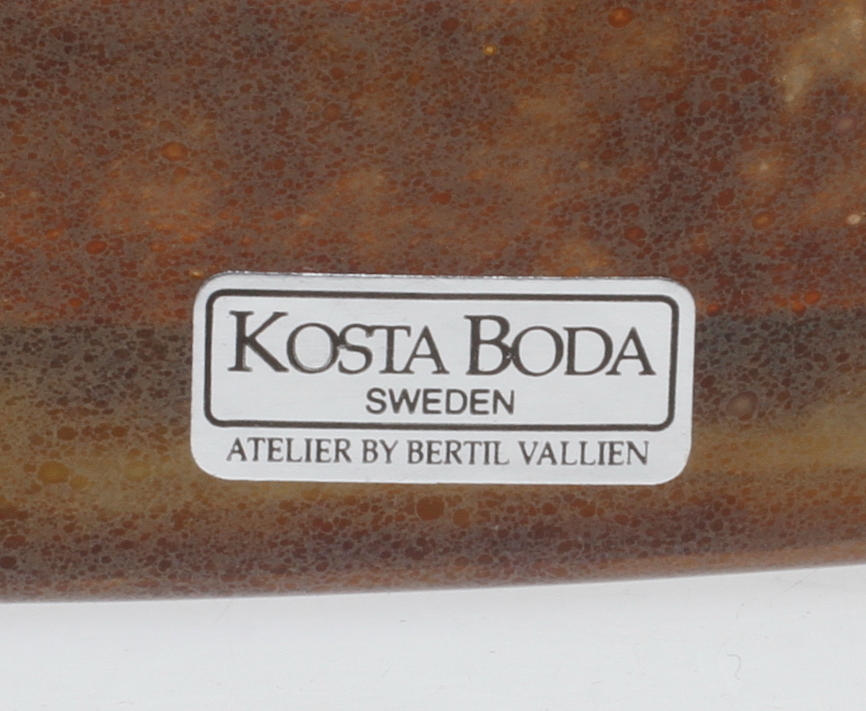 KOSTA BODA
SWEDEN
ATELIER BY BERTIL VALLIEN